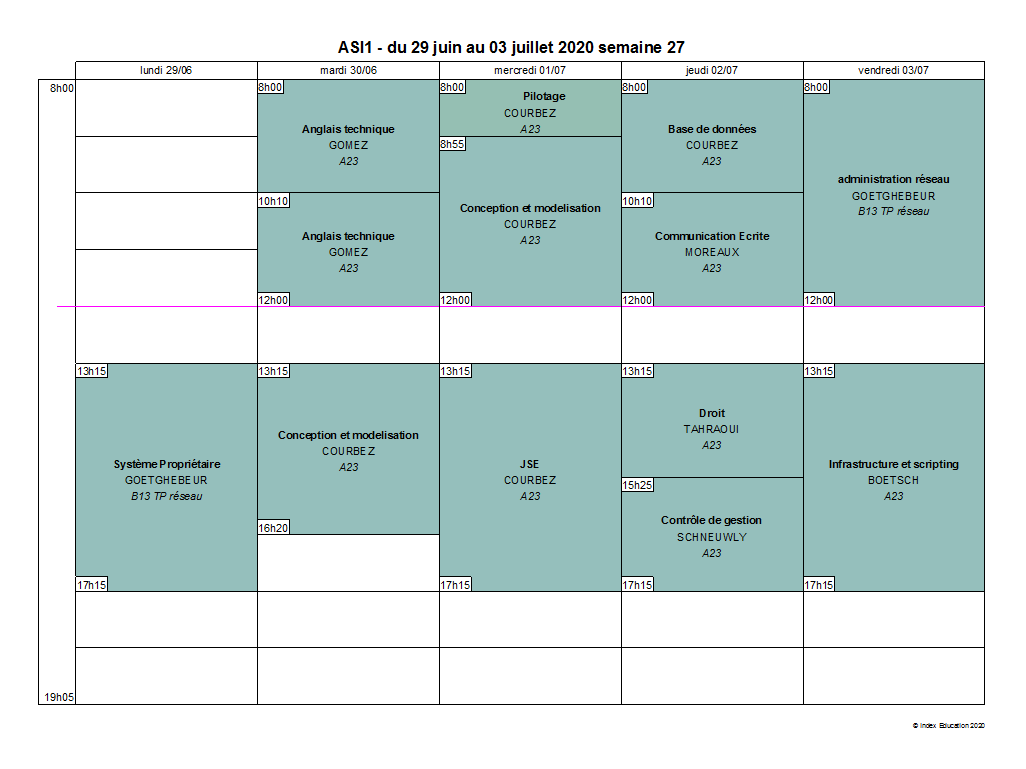 ASI1 - du 29 juin au 03 juillet 2020 semaine 27
lundi 29/06
mardi 30/06
mercredi 01/07
jeudi 02/07
vendredi 03/07
8h00
19h05
13h15
Système Propriétaire
GOETGHEBEUR
B13 TP réseau
17h15
8h00
Anglais technique
GOMEZ
A23
10h10
Anglais technique
GOMEZ
A23
12h00
13h15
Conception et modelisation
COURBEZ
A23
16h20
8h00
Pilotage
COURBEZ
A23
8h55
Conception et modelisation
COURBEZ
A23
12h00
13h15
JSE
COURBEZ
A23
17h15
8h00
Base de données
COURBEZ
A23
10h10
Communication Ecrite
MOREAUX
A23
12h00
13h15
Droit
TAHRAOUI
A23
15h25
Contrôle de gestion
SCHNEUWLY
A23
17h15
8h00
administration réseau
GOETGHEBEUR
B13 TP réseau
12h00
13h15
Infrastructure et scripting
BOETSCH
A23
17h15
© Index Education 2020